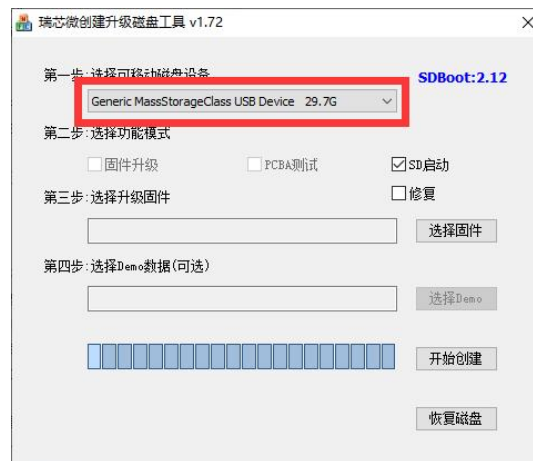 瑞芯微创建升级磁盘工具 v1.72
第一步:选择可移动磁盘设备
SDBoot:2.12
Generic MassStorageClass USB Device 29.7G
第二步:选择功能模式
固件升级
PCBA测试
SD启动
第三步:选择升级固件
修复
选择固件
第四步:选择Demo数据(可选)
选择Demo
开始创建
恢复磁盘